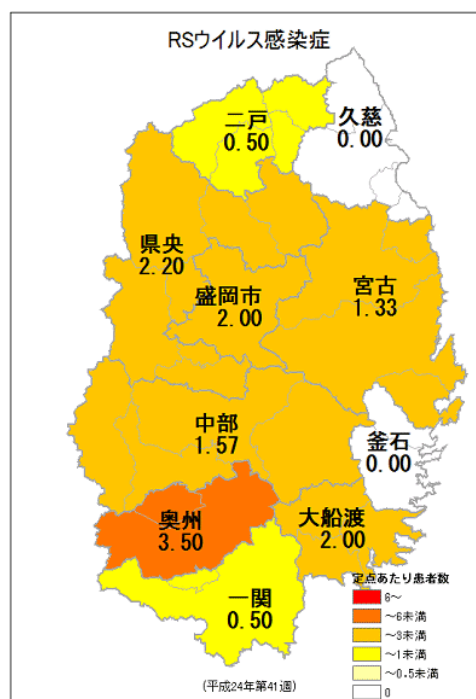 RSウイルス感染症
久慈
0.00
二戸
0.50
県央
2.20
盛岡市
2.00
宮古
1.33
中部
1.57
釜石
0.00
奥州
3.50
大船渡
2.00
一関
0.50
定点あたり患者数
6～
～6未満
～3未満
～1未満
～0.5未満
0
(平成24年第41週)